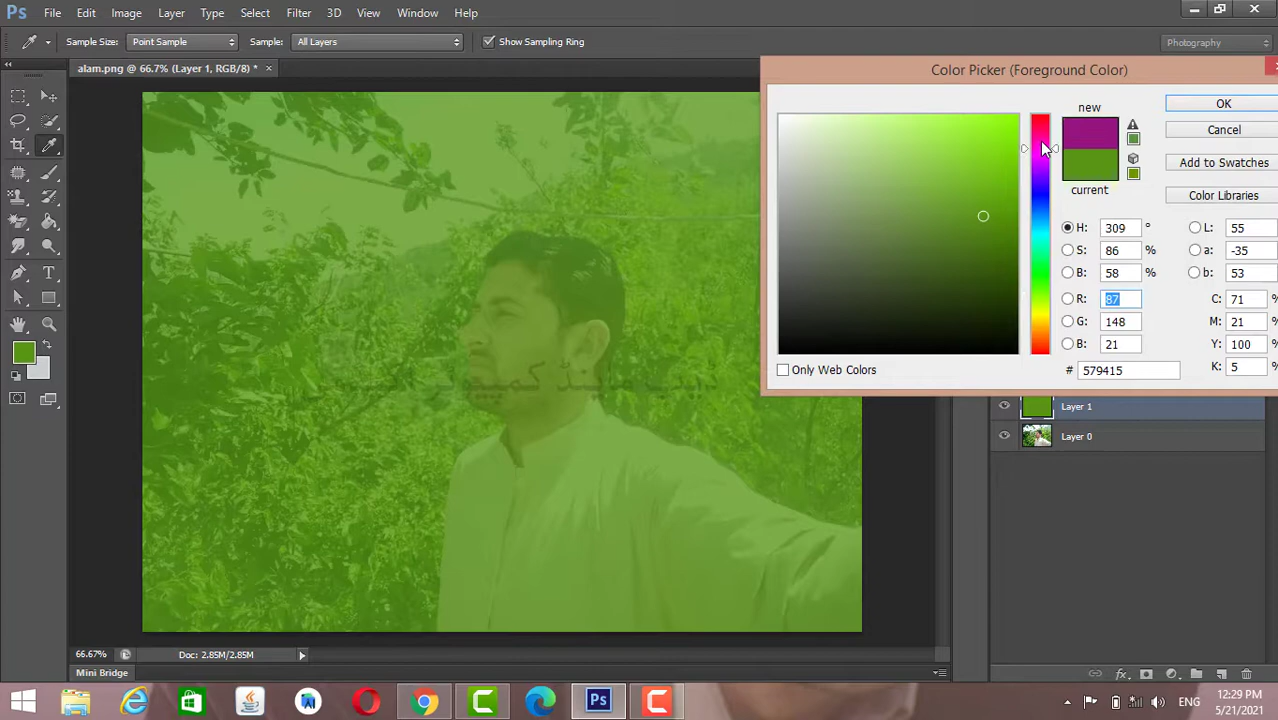 Ps File Edit Image Layer Type Select Filter 3D View Window Help
Sample Size: Point Sample Sample: All Layers Show Sampling Ring Photography
alam.png @ 66.7% (Layer 1, RGB/8) * ×
Color Picker (Foreground Color)
new
OK
Cancel
Add to Swatches
current
Color Libraries
H: 309 ° L: 55
S: 86 % a: -35
B: 58 % b: 53
R: 87 C: 71 %
G: 148 M: 21 %
B: 21 Y: 100 %
# 579415 K: 5 %
Only Web Colors
Layer 1
Layer 0
66.67% Doc: 2.85M/2.85M
Mini Bridge
fx
Ps ENG 12:29 PM
5/21/2021